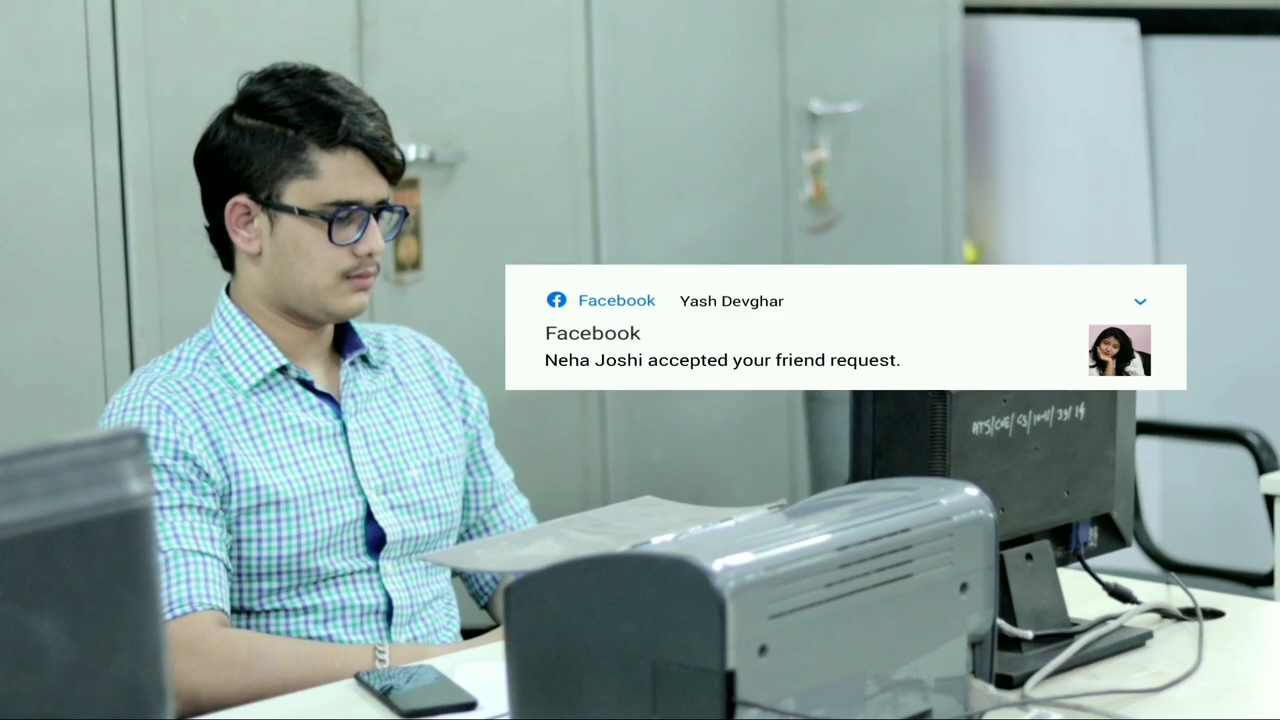 Facebook Yash Devghar
Facebook
Neha Joshi accepted your friend request.